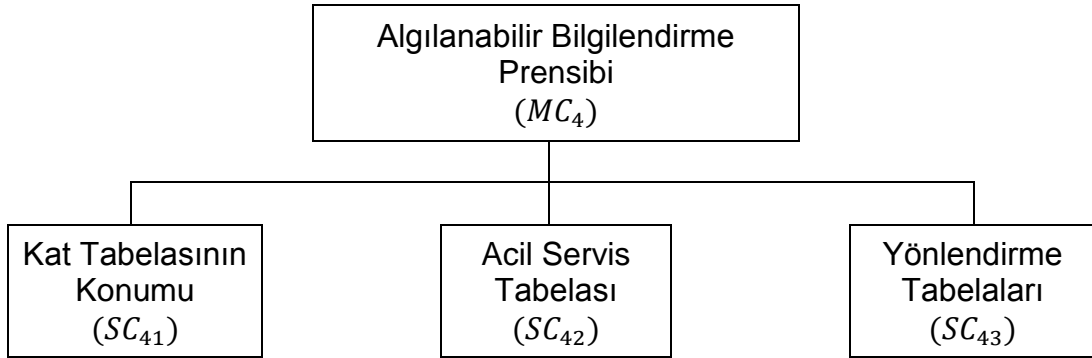 Algılanabilir Bilgilendirme
Prensibi
(MC₄)
Kat Tabelasının
Konumu
(SC₄₁)
Acil Servis
Tabelası
(SC₄₂)
Yönlendirme
Tabelaları
(SC₄₃)